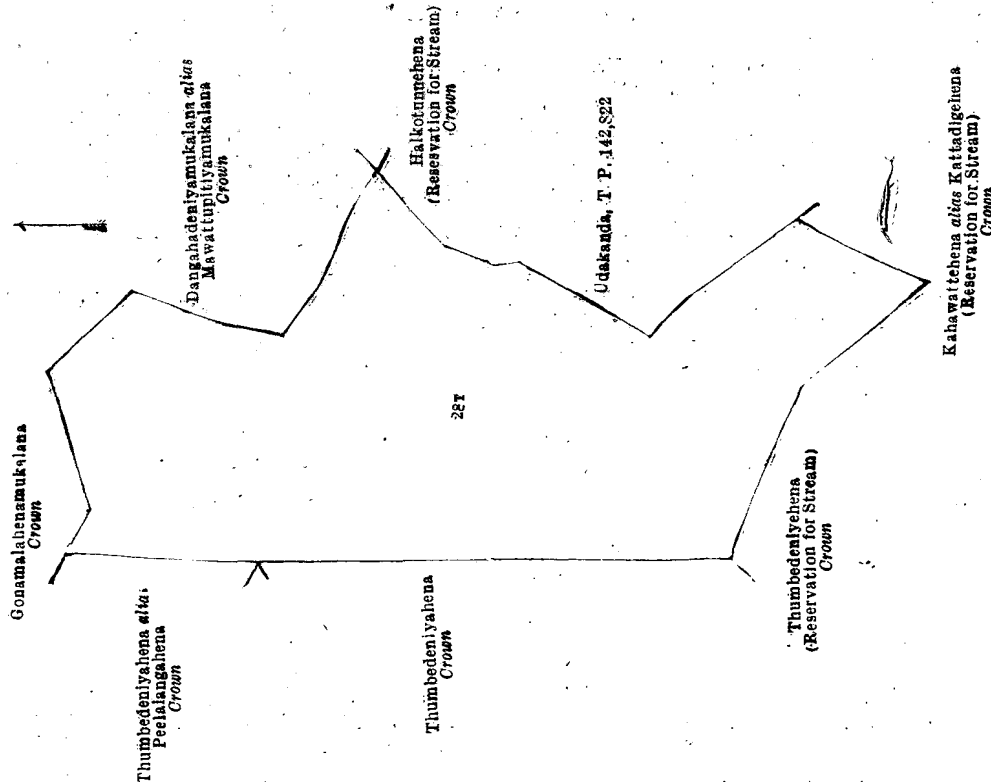 Gonamalahenamukalana
Crown
Dangahadeniyamukalana alias
Mawattupitiyamukalana
Crown
Halkotunnehena
(Reservation for Stream)
Crown
Udakanda, T. P. 142,822
Kahawattehena alias Kattadigehena
(Reservation for Stream)
Crown
28T
Thumbedeniyahena alias
Peelalangahena
Crown
Thumbedeniyahena
Crown
Thumbedeniyehena
(Reservation for Stream)
Crown